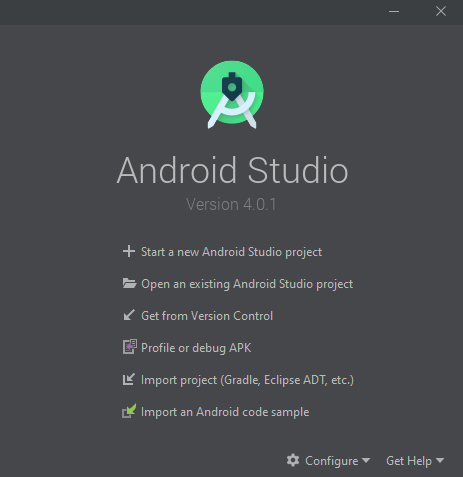 Android Studio
Version 4.0.1
Start a new Android Studio project
Open an existing Android Studio project
Get from Version Control
Profile or debug APK
Import project (Gradle, Eclipse ADT, etc.)
Import an Android code sample
Configure Get Help